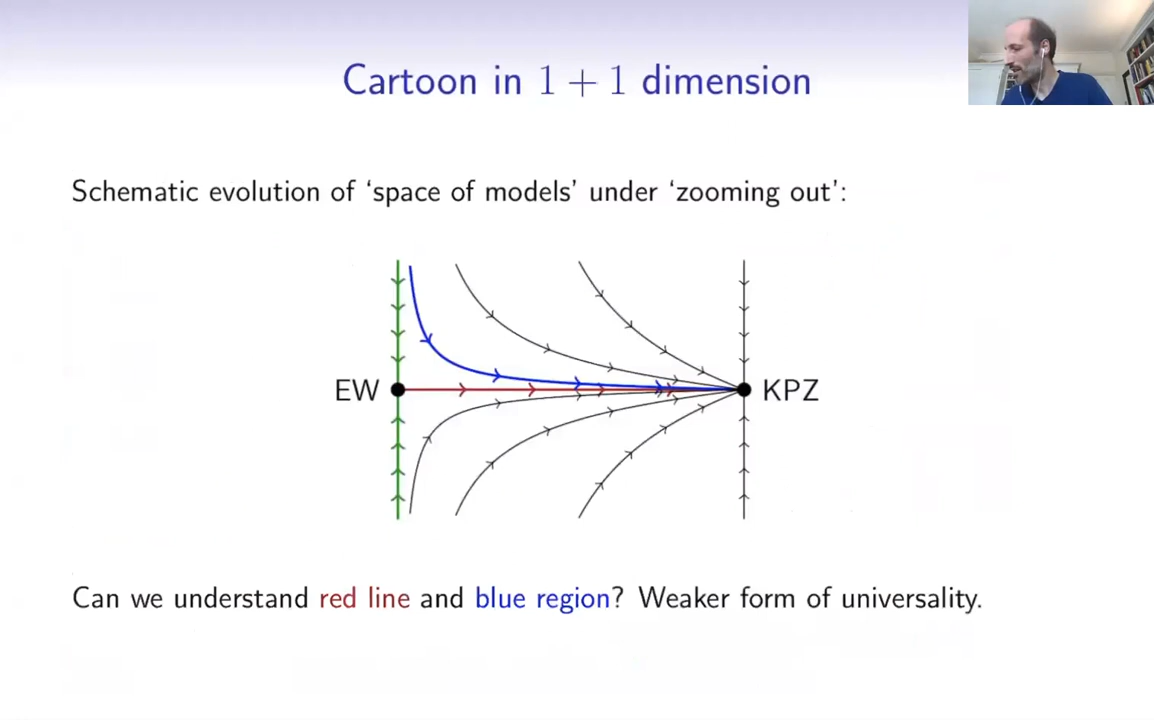 Cartoon in 1 + 1 dimension
Schematic evolution of ‘space of models’ under ‘zooming out’:
EW
KPZ
Can we understand red line and blue region? Weaker form of universality.